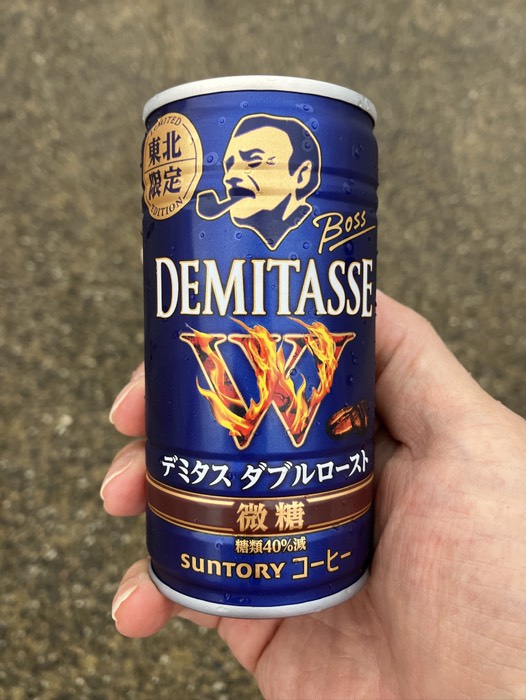 LIMITED
東北
限定
EDITION
BOSS
DEMITASSE
W
デミタス ダブルロースト
微糖
糖類40%減
SUNTORY コーヒー